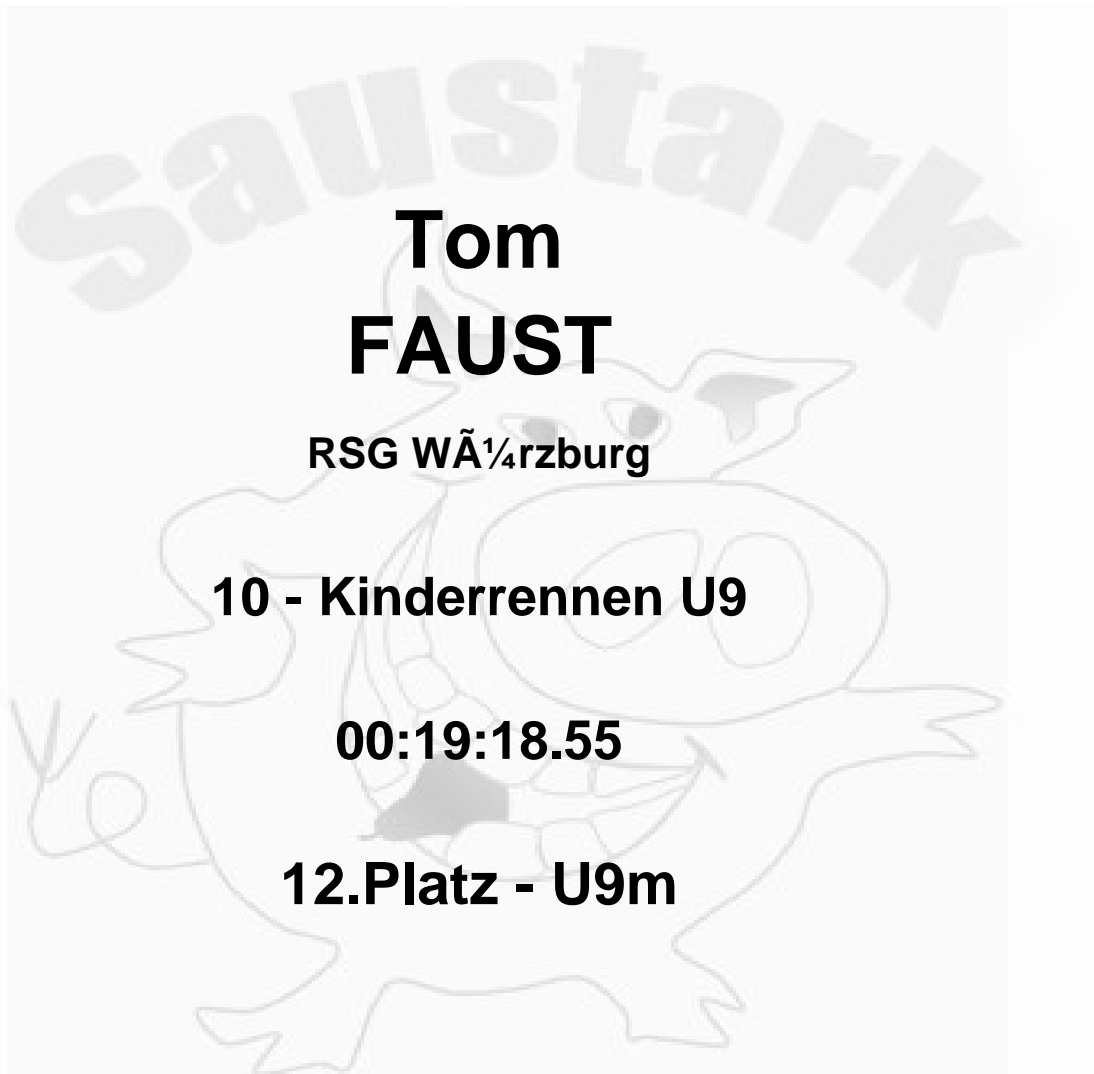 Saustark
Tom
FAUST
RSG WÃ¼rzburg
10 - Kinderrennen U9
00:19:18.55
12.Platz - U9m